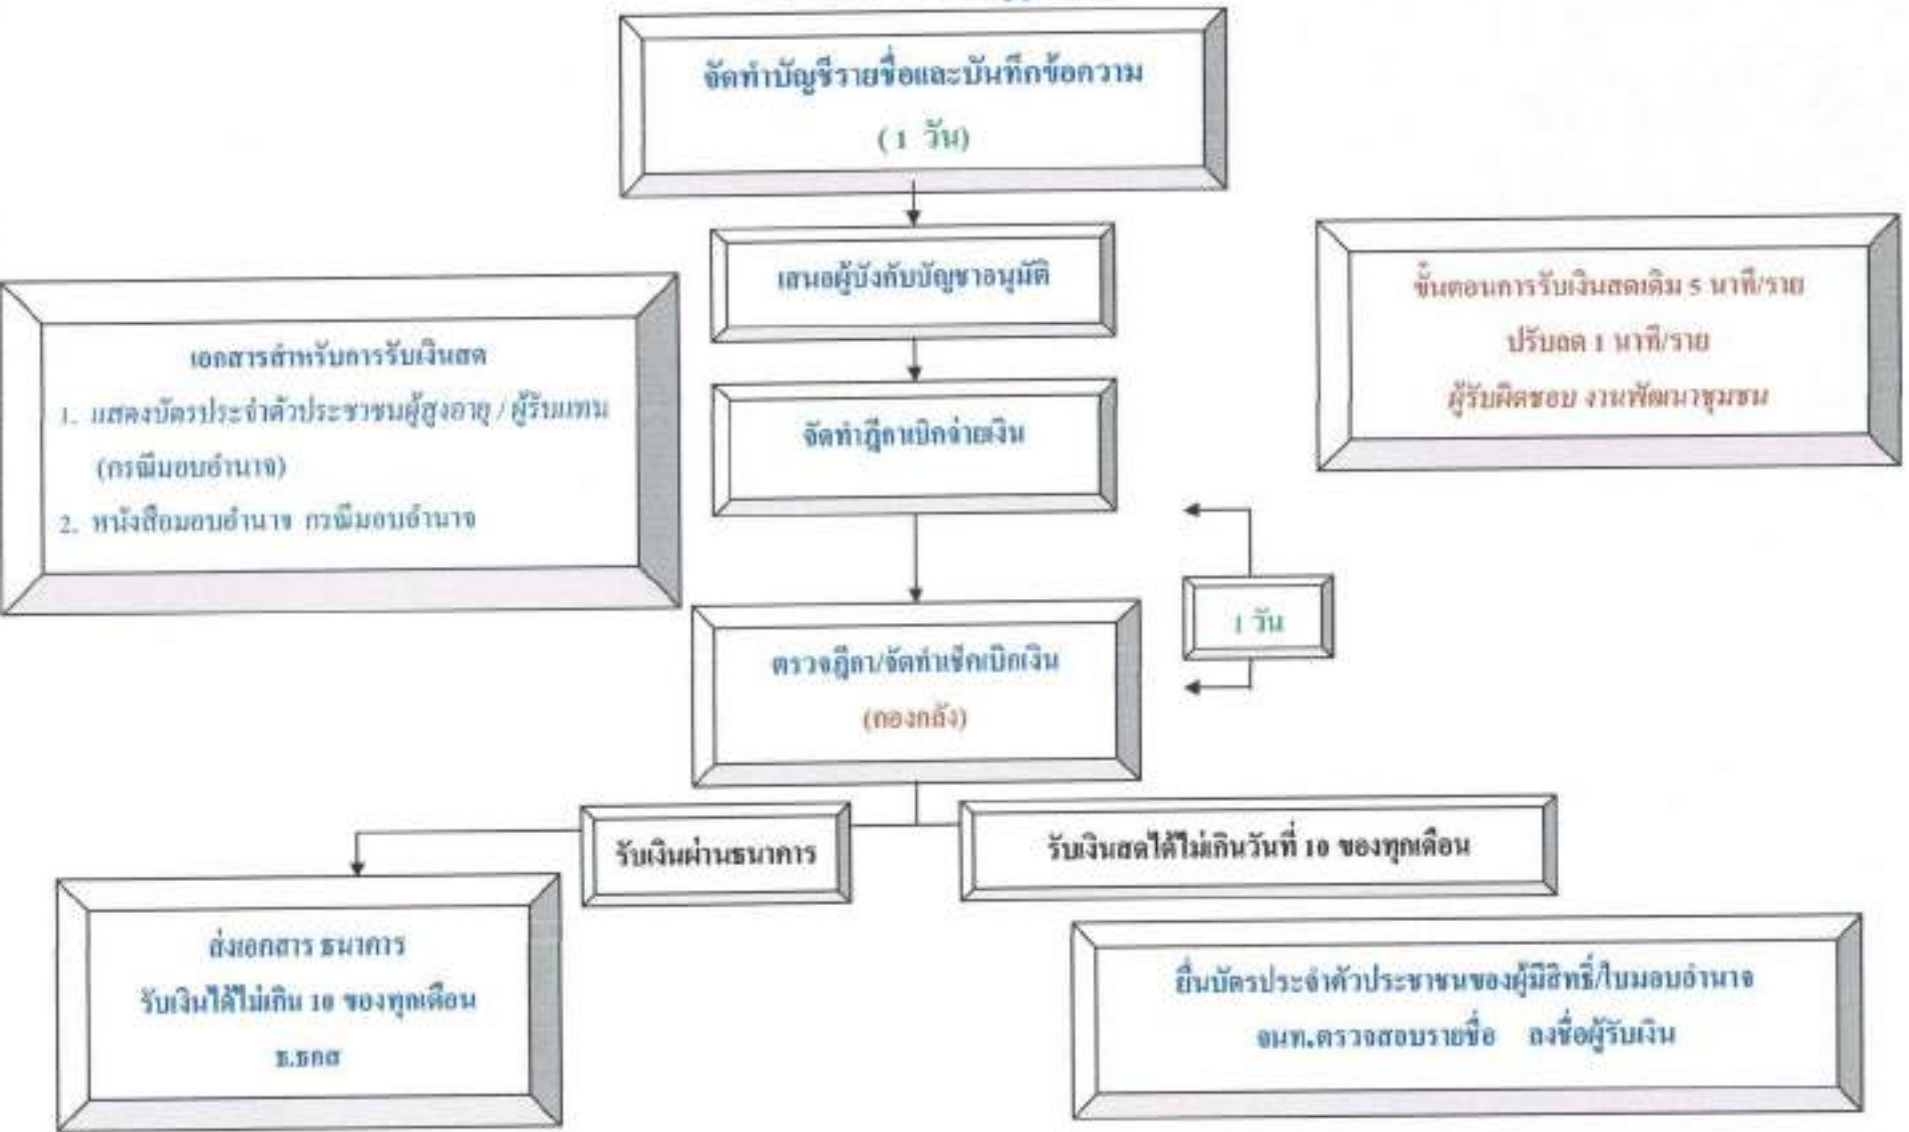 จัดทำบัญชีรายชื่อและบันทึกข้อความ
(1 วัน)
เสนอผู้บังคับบัญชาอนุมัติ
ขั้นตอนการรับเงินสดเดิม 5 นาที/ราย
ปรับลด 1 นาที/ราย
ผู้รับผิดชอบ งานพัฒนาชุมชน
เอกสารสำหรับการรับเงินสด
1. แสดงบัตรประจำตัวประชาชนผู้สูงอายุ / ผู้รับแทน
(กรณีมอบอำนาจ)
2. หนังสือมอบอำนาจ กรณีมอบอำนาจ
จัดทำฎีกาเบิกจ่ายเงิน
1 วัน
ตรวจฎีกา/จัดทำเช็คเบิกเงิน
(กองกลัง)
รับเงินผ่านธนาคาร
รับเงินสดได้ไม่เกินวันที่ 10 ของทุกเดือน
ส่งเอกสาร ธนาคาร
รับเงินได้ไม่เกิน 10 ของทุกเดือน
ธ.ธกส
ยื่นบัตรประจำตัวประชาชนของผู้มีสิทธิ์/ใบมอบอำนาจ
จนท.ตรวจสอบรายชื่อ ลงชื่อผู้รับเงิน